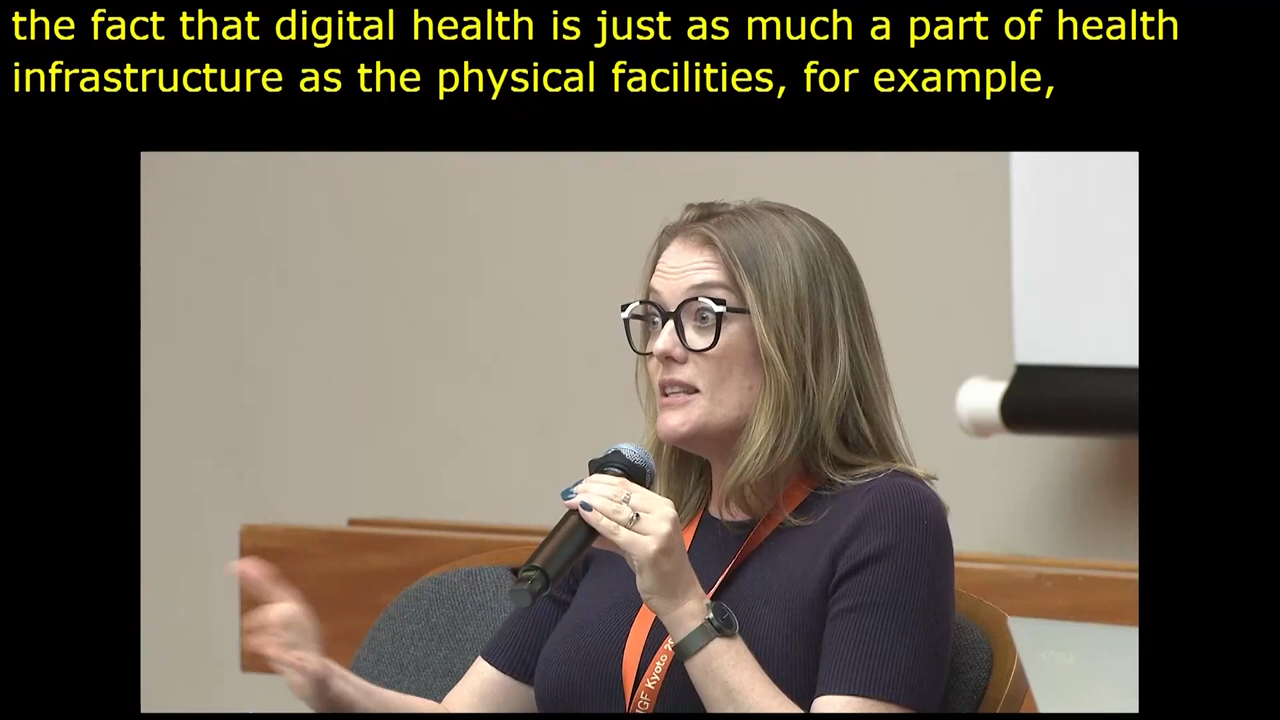 the fact that digital health is just as much a part of health
infrastructure as the physical facilities, for example,
IGF Kyoto